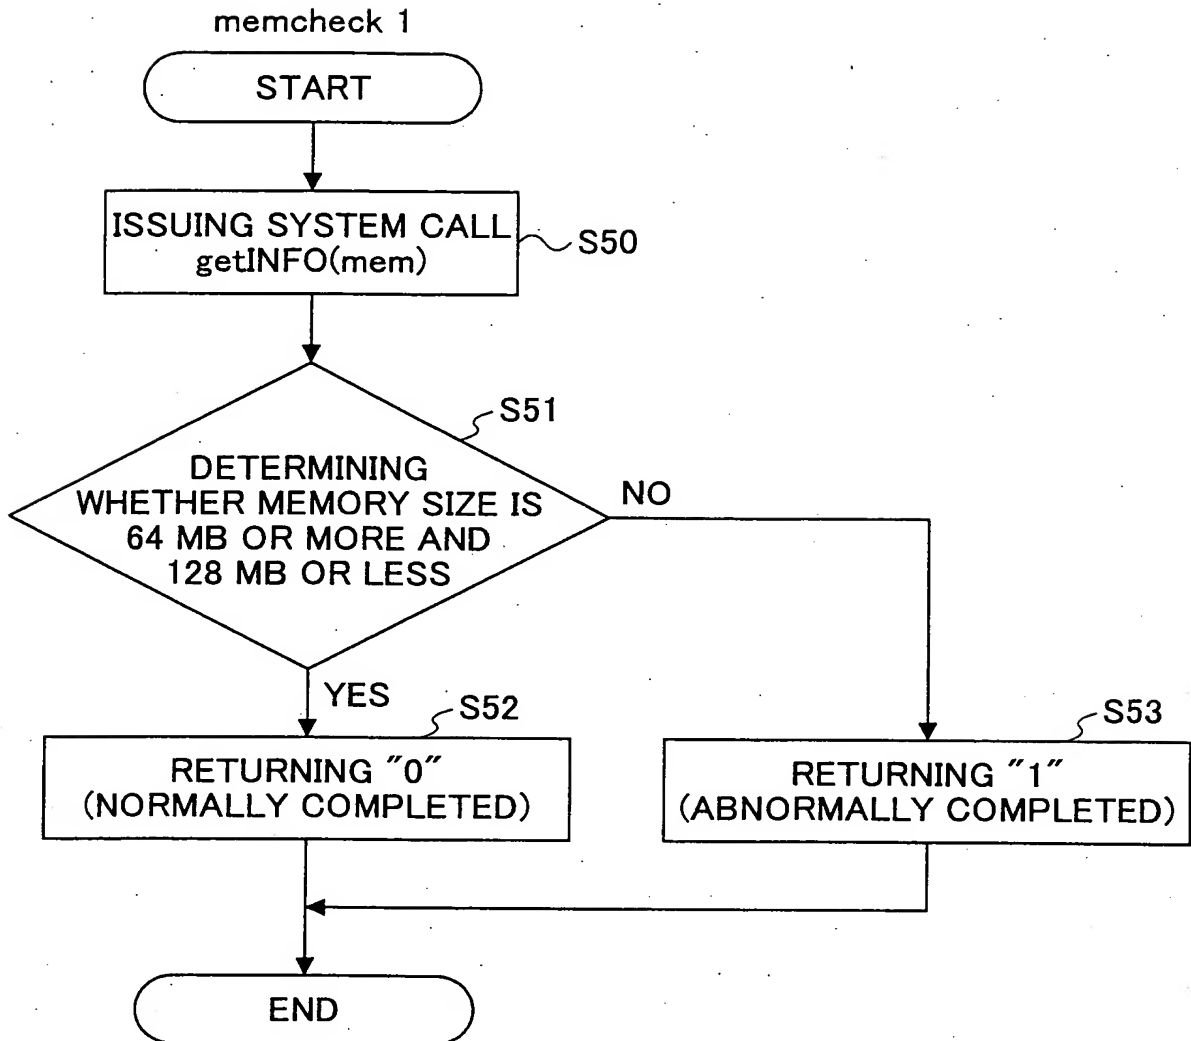 memcheck 1
START
ISSUING SYSTEM CALL
getINFO(mem)
S50
S51
DETERMINING
WHETHER MEMORY SIZE IS
64 MB OR MORE AND
128 MB OR LESS
NO
YES
S52
RETURNING "0"
(NORMALLY COMPLETED)
S53
RETURNING "1"
(ABNORMALLY COMPLETED)
END